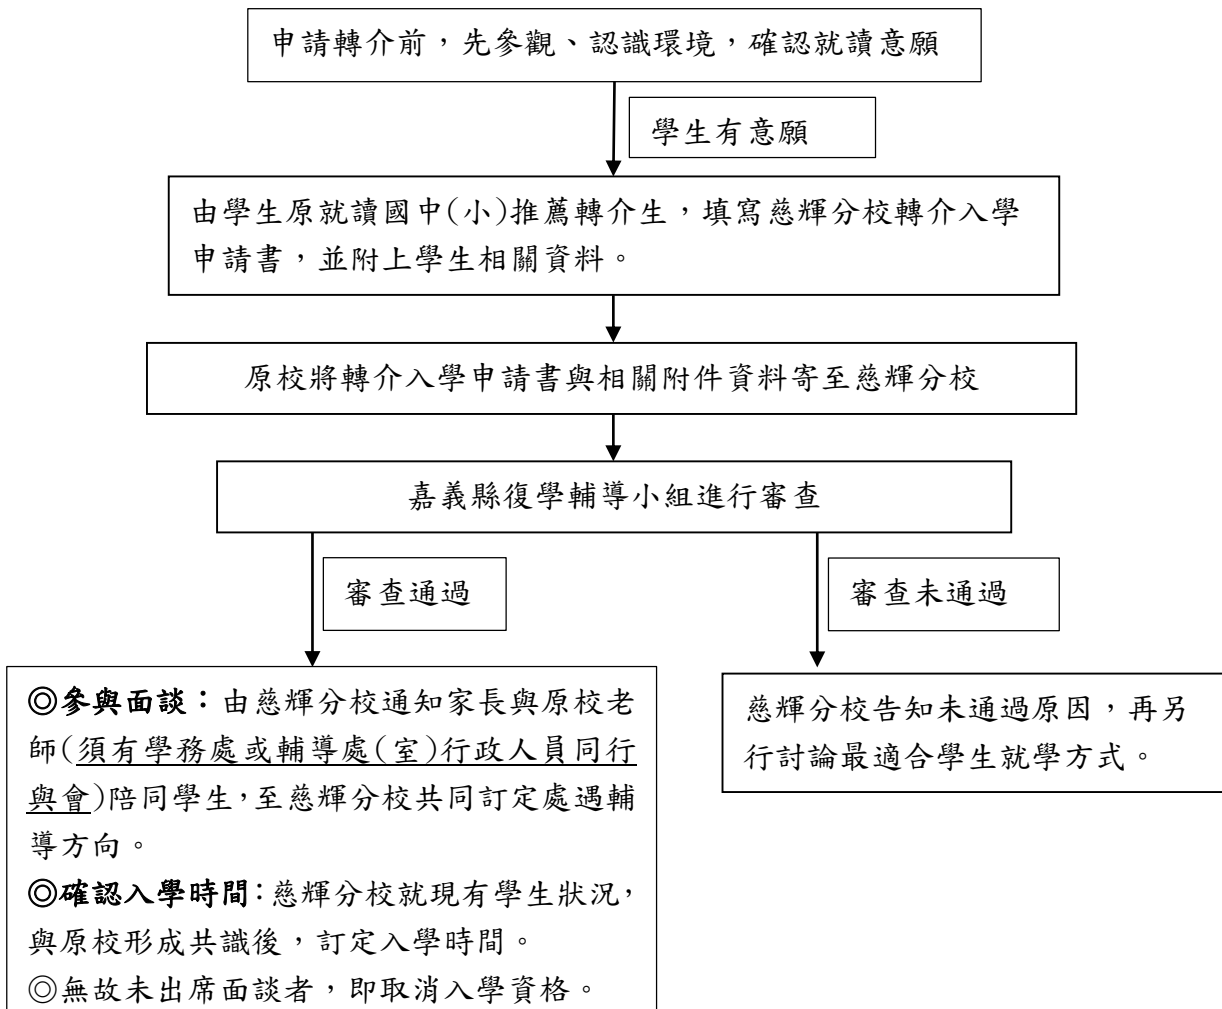 申請轉介前，先參觀、認識環境，確認就讀意願
學生有意願
由學生原就讀國中(小)推薦轉介生，填寫慈輝分校轉介入學
申請書，並附上學生相關資料。
原校將轉介入學申請書與相關附件資料寄至慈輝分校
嘉義縣復學輔導小組進行審查
審查通過
審查未通過
◎參與面談：由慈輝分校通知家長與原校老
師(須有學務處或輔導處(室)行政人員同行
與會)陪同學生，至慈輝分校共同訂定處遇輔
導方向。
◎確認入學時間：慈輝分校就現有學生狀況，
與原校形成共識後，訂定入學時間。
◎無故未出席面談者，即取消入學資格。
慈輝分校告知未通過原因，再另
行討論最適合學生就學方式。